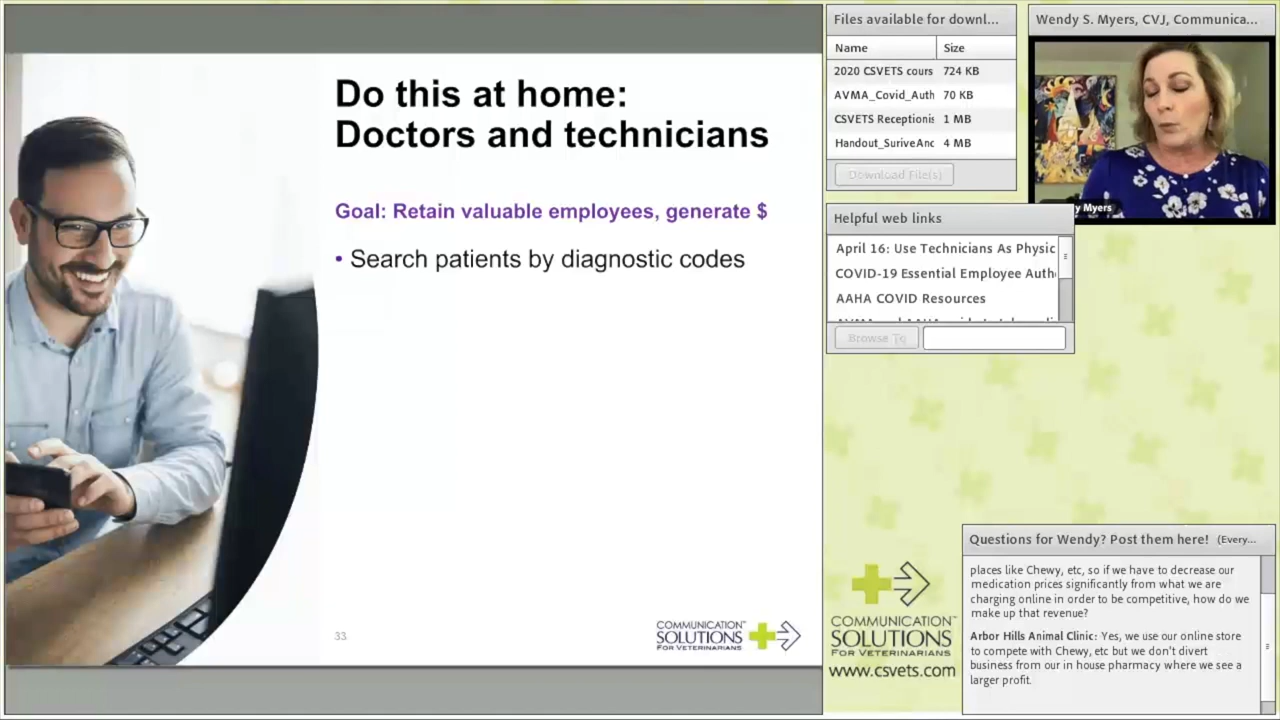 Do this at home:
Doctors and technicians
Goal: Retain valuable employees, generate $
• Search patients by diagnostic codes
33
COMMUNICATION
SOLUTIONS
FOR VETERINARIANS
Files available for downl...
Name Size
2020 CSVETS cours 724 KB
AVMA_Covid_Auth 70 KB
CSVETS Receptionis 1 MB
Handout_SuriveAnc 4 MB
Download File(s)
Wendy S. Myers, CVJ, Communica...
y Myers
Helpful web links
April 16: Use Technicians As Physic
COVID-19 Essential Employee Auth
AAHA COVID Resources
Browse To
COMMUNICATION
SOLUTIONS
FOR VETERINARIANS
www.csvets.com
Questions for Wendy? Post them here! (Every...
places like Chewy, etc, so if we have to decrease our
medication prices significantly from what we are
charging online in order to be competitive, how do we
make up that revenue?
Arbor Hills Animal Clinic: Yes, we use our online store
to compete with Chewy, etc but we don't divert
business from our in house pharmacy where we see a
larger profit.